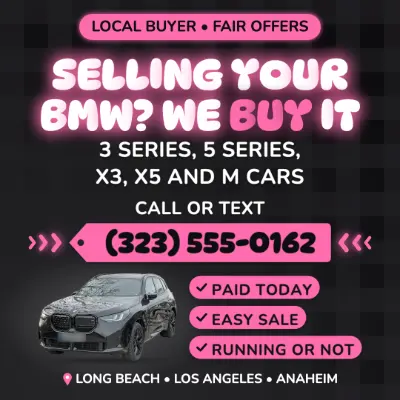 LOCAL BUYER • FAIR OFFERS
SELLING YOUR
BMW? WE BUY IT
3 SERIES, 5 SERIES,
X3, X5 AND M CARS
CALL OR TEXT
(323) 555-0162
PAID TODAY
EASY SALE
RUNNING OR NOT
LONG BEACH • LOS ANGELES • ANAHEIM